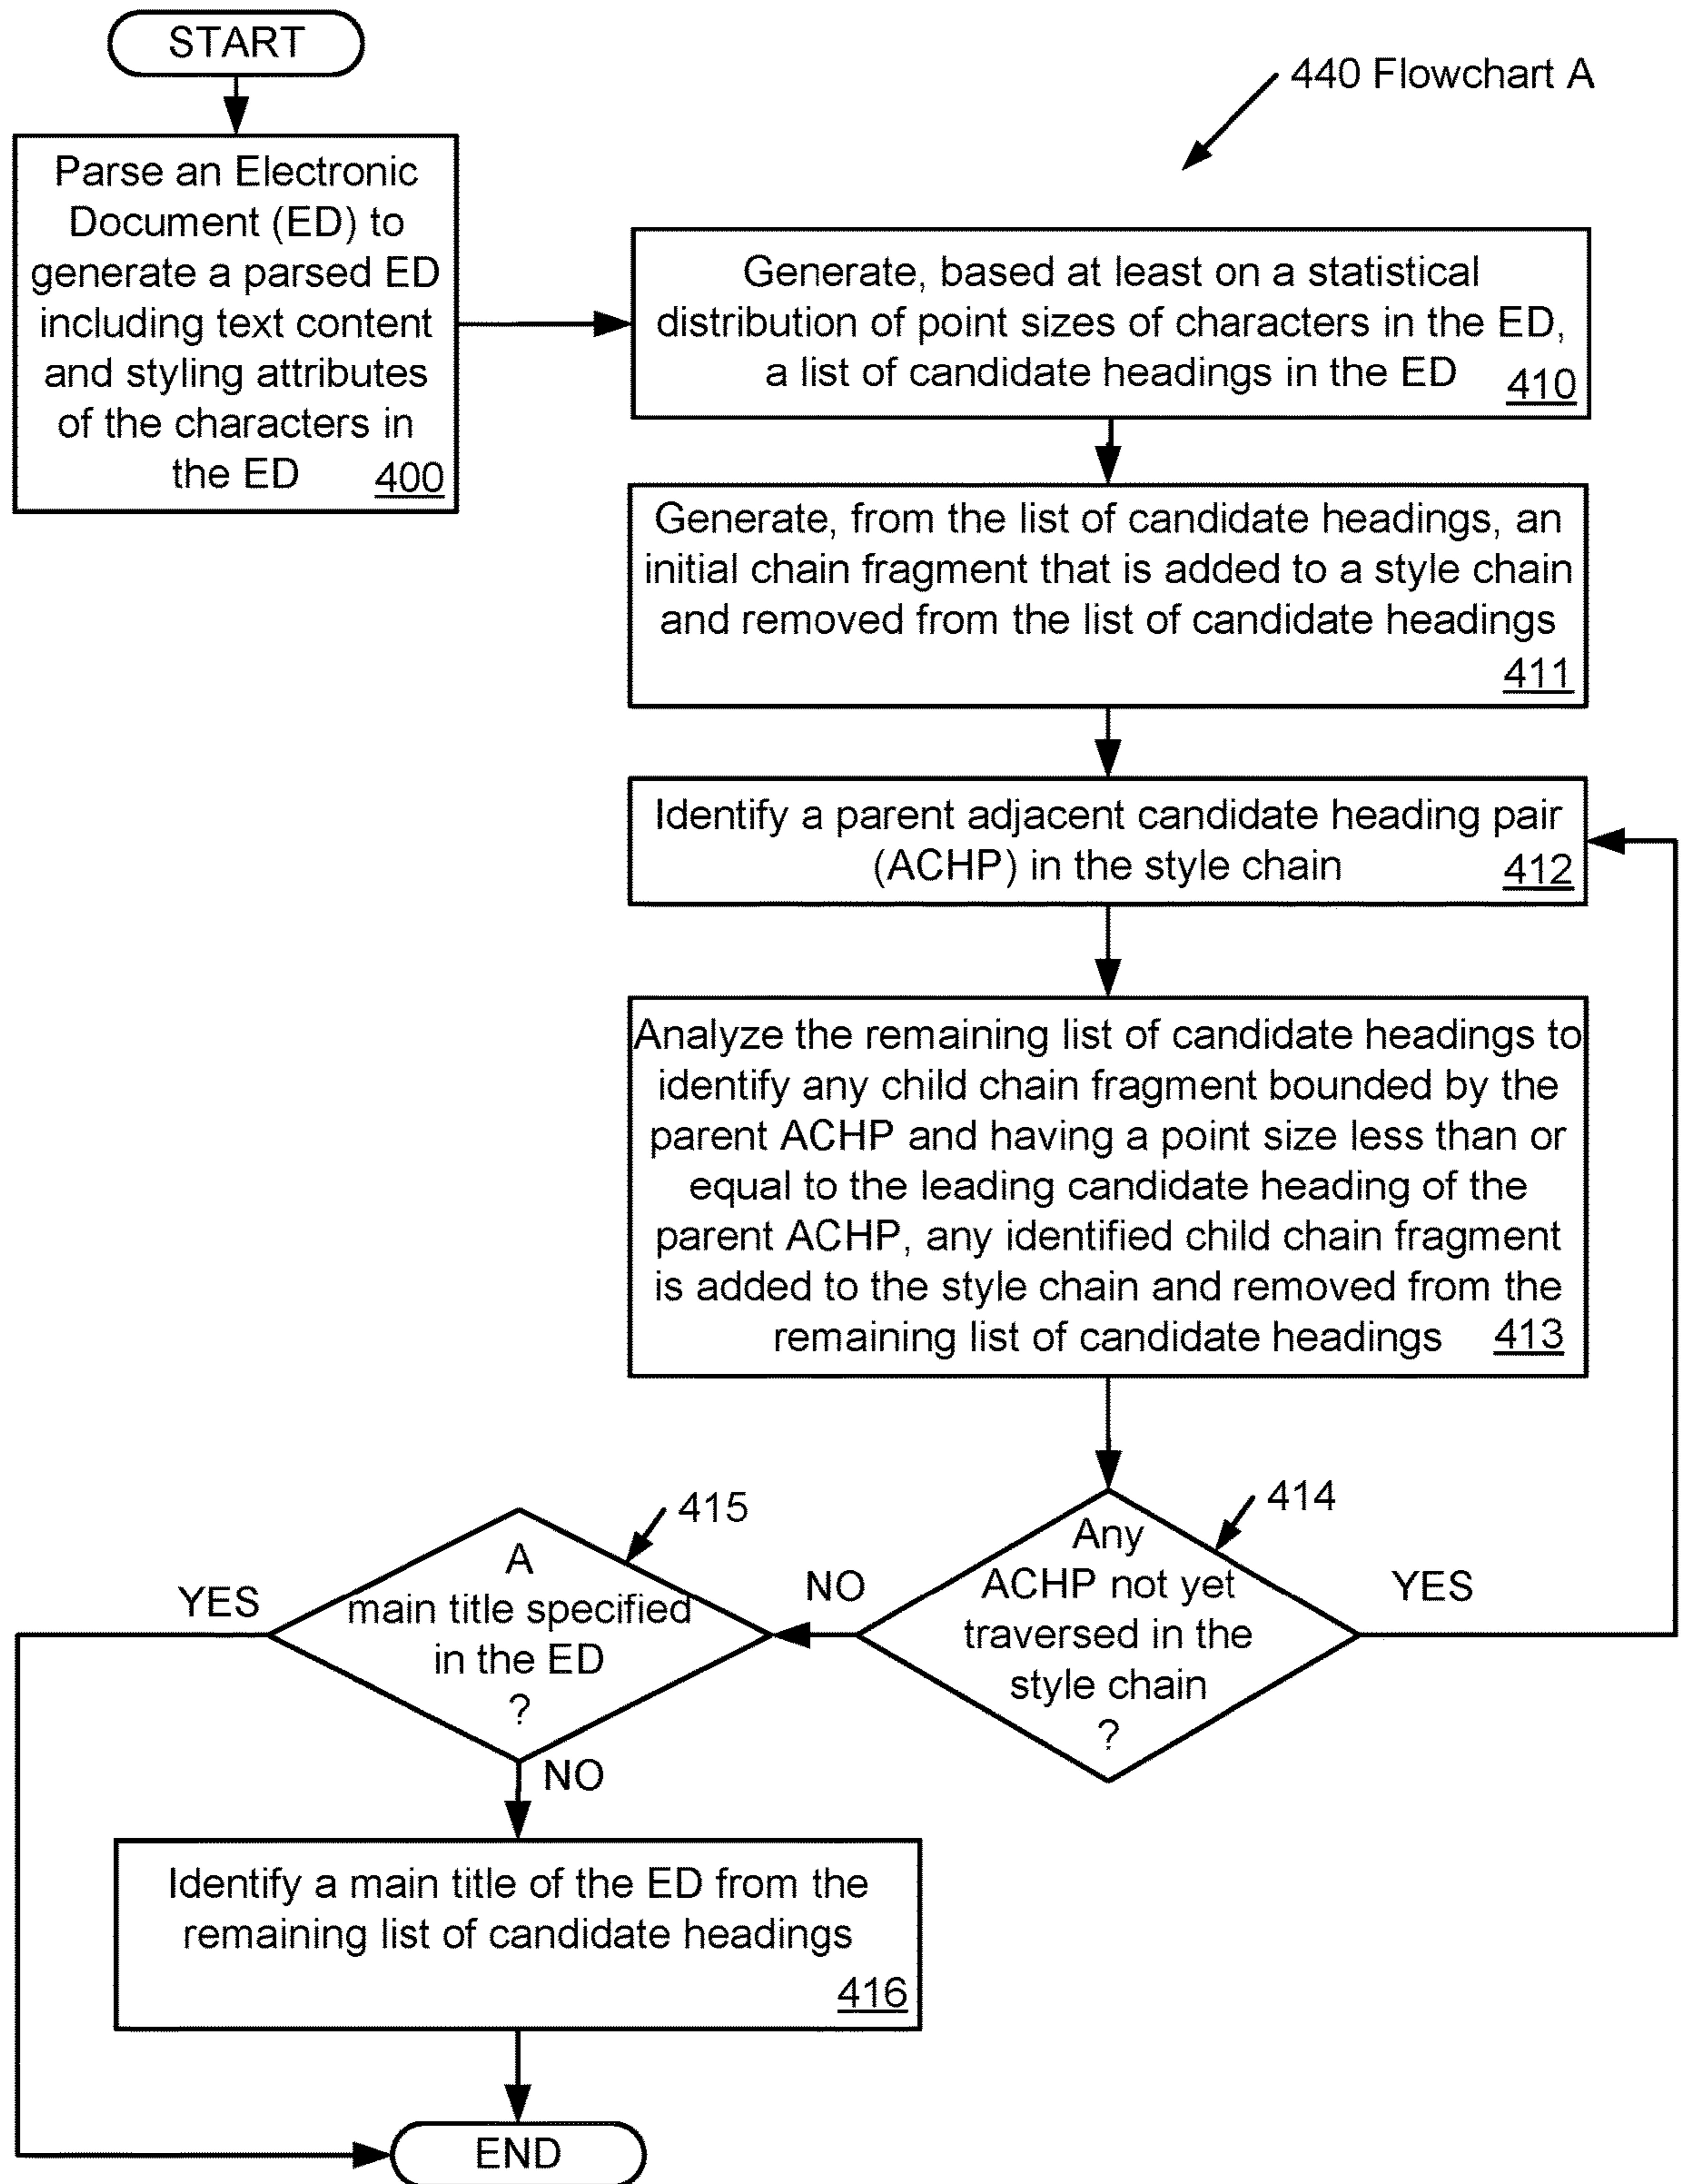 START
440 Flowchart A
Parse an Electronic
Document (ED) to
generate a parsed ED
including text content
and styling attributes
of the characters in
the ED 400
Generate, based at least on a statistical
distribution of point sizes of characters in the ED,
a list of candidate headings in the ED 410
Generate, from the list of candidate headings, an
initial chain fragment that is added to a style chain
and removed from the list of candidate headings
411
Identify a parent adjacent candidate heading pair
(ACHP) in the style chain 412
Analyze the remaining list of candidate headings to
identify any child chain fragment bounded by the
parent ACHP and having a point size less than or
equal to the leading candidate heading of the
parent ACHP, any identified child chain fragment
is added to the style chain and removed from the
remaining list of candidate headings 413
414
Any
ACHP not yet
traversed in the
style chain
?
YES
NO
415
A
main title specified
in the ED
?
YES
NO
Identify a main title of the ED from the
remaining list of candidate headings
416
END